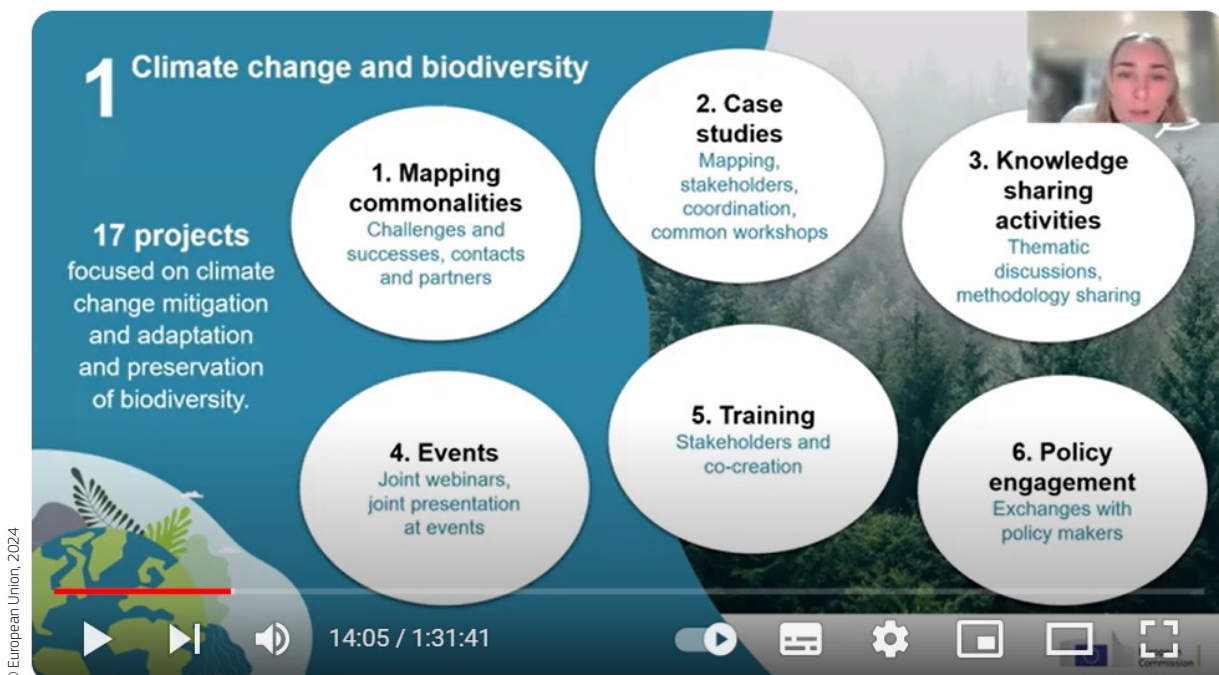 1 Climate change and biodiversity
17 projects
focused on climate
change mitigation
and adaptation
and preservation
of biodiversity.
1. Mapping
commonalities
Challenges and
successes, contacts
and partners
2. Case
studies
Mapping,
stakeholders,
coordination,
common workshops
3. Knowledge
sharing
activities
Thematic
discussions,
methodology sharing
4. Events
Joint webinars,
joint presentation
at events
5. Training
Stakeholders and
co-creation
6. Policy
engagement
Exchanges with
policy makers
14:05 / 1:31:41
Commission
European Union, 2024